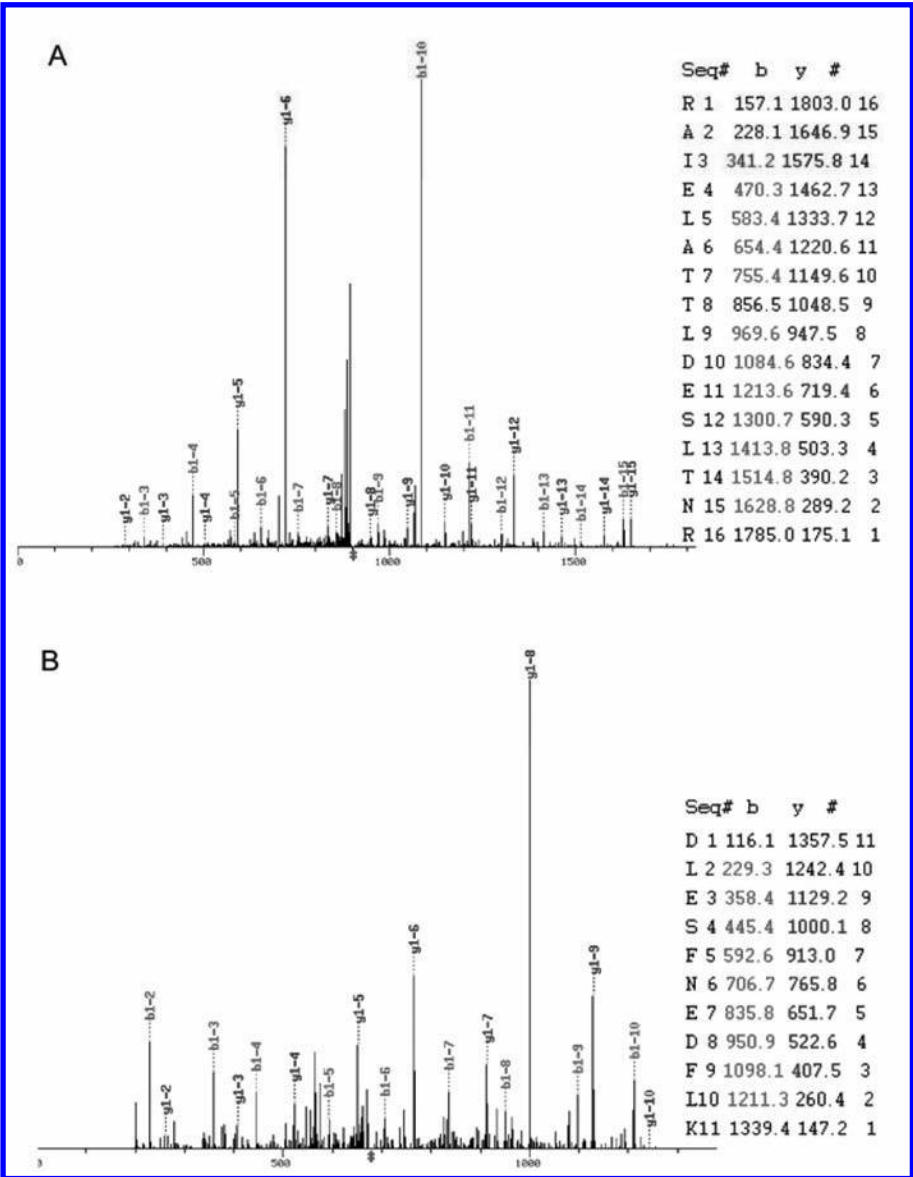 A
Seq# b y #
R 1 157.1 1803.0 16
A 2 228.1 1646.9 15
I 3 341.2 1575.8 14
E 4 470.3 1462.7 13
L 5 583.4 1333.7 12
A 6 654.4 1220.6 11
T 7 755.4 1149.6 10
T 8 856.5 1048.5 9
L 9 969.6 947.5 8
D 10 1084.6 834.4 7
E 11 1213.6 719.4 6
S 12 1300.7 590.3 5
L 13 1413.8 503.3 4
T 14 1514.8 390.2 3
N 15 1628.8 289.2 2
R 16 1785.0 175.1 1
y1-2
b1-3
y1-3
b1-4
y1-4
b1-5
y1-5
b1-6
y1-6
b1-7
y1-7
b1-8
y1-8
b1-9
y1-9
b1-10
y1-10
b1-11
y1-11
b1-12
y1-12
b1-13
y1-13
b1-14
y1-14
b1-15
y1-15
0 500 1000 1500
B
Seq# b y #
D 1 116.1 1357.5 11
L 2 229.3 1242.4 10
E 3 358.4 1129.2 9
S 4 445.4 1000.1 8
F 5 592.6 913.0 7
N 6 706.7 765.8 6
E 7 835.8 651.7 5
D 8 950.9 522.6 4
F 9 1098.1 407.5 3
L10 1211.3 260.4 2
K11 1339.4 147.2 1
b1-2
y1-2
b1-3
y1-3
b1-4
y1-4
b1-5
y1-5
b1-6
y1-6
b1-7
y1-7
b1-8
y1-8
b1-9
y1-9
b1-10
y1-10
500 1000